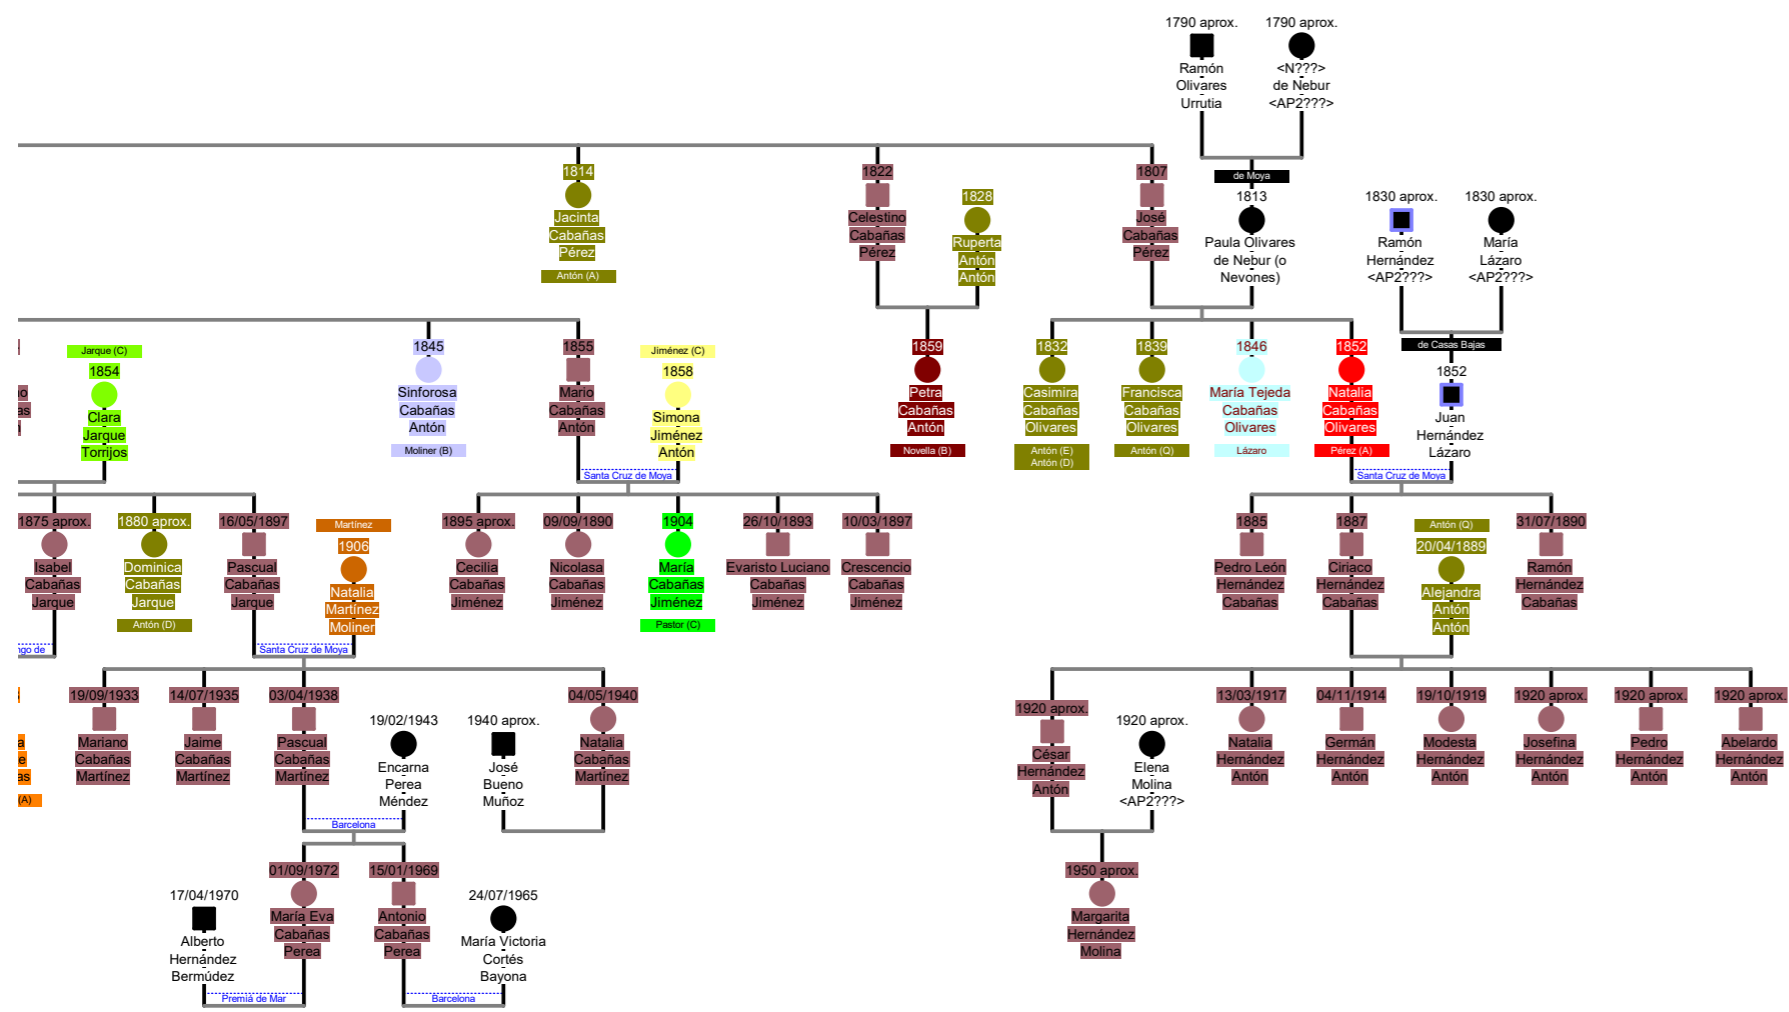 1790 aprox.
Ramón
Olivares
Urrutia
1790 aprox.
<N???>
de Nebur
<AP2???>
de Moya
1814
Jacinta
Cabañas
Pérez
Antón (A)
1822
Celestino
Cabañas
Pérez
1828
Ruperta
Antón
Antón
1807
José
Cabañas
Pérez
1813
Paula Olivares
de Nebur (o
Nevones)
1830 aprox.
Ramón
Hernández
<AP2???>
1830 aprox.
María
Lázaro
<AP2???>
de Casas Bajas
Jarque (C)
1854
Clara
Jarque
Torrijos
1845
Sinforosa
Cabañas
Antón
Moliner (B)
1855
Mario
Cabañas
Antón
Jiménez (C)
1858
Simona
Jiménez
Antón
Santa Cruz de Moya
1859
Petra
Cabañas
Antón
Novella (B)
1832
Casimira
Cabañas
Olivares
Antón (E)
Antón (D)
1839
Francisca
Cabañas
Olivares
Antón (Q)
1846
María Tejeda
Cabañas
Olivares
Lázaro
1852
Natalia
Cabañas
Olivares
Pérez (A)
1852
Juan
Hernández
Lázaro
Santa Cruz de Moya
1875 aprox.
Isabel
Cabañas
Jarque
ngo de
1880 aprox.
Dominica
Cabañas
Jarque
Antón (D)
16/05/1897
Pascual
Cabañas
Jarque
Martínez
1906
Natalia
Martínez
Moliner
Santa Cruz de Moya
1895 aprox.
Cecilia
Cabañas
Jiménez
09/09/1890
Nicolasa
Cabañas
Jiménez
1904
María
Cabañas
Jiménez
Pastor (C)
26/10/1893
Evaristo Luciano
Cabañas
Jiménez
10/03/1897
Crescencio
Cabañas
Jiménez
1885
Pedro León
Hernández
Cabañas
1887
Ciriaco
Hernández
Cabañas
Antón (Q)
20/04/1889
Alejandra
Antón
Antón
31/07/1890
Ramón
Hernández
Cabañas
(A)
19/09/1933
Mariano
Cabañas
Martínez
14/07/1935
Jaime
Cabañas
Martínez
03/04/1938
Pascual
Cabañas
Martínez
19/02/1943
Encarna
Perea
Méndez
Barcelona
1940 aprox.
José
Bueno
Muñoz
04/05/1940
Natalia
Cabañas
Martínez
1920 aprox.
César
Hernández
Antón
1920 aprox.
Elena
Molina
<AP2???>
13/03/1917
Natalia
Hernández
Antón
04/11/1914
Germán
Hernández
Antón
19/10/1919
Modesta
Hernández
Antón
1920 aprox.
Josefina
Hernández
Antón
1920 aprox.
Pedro
Hernández
Antón
1920 aprox.
Abelardo
Hernández
Antón
17/04/1970
Alberto
Hernández
Bermúdez
01/09/1972
María Eva
Cabañas
Perea
Premiá de Mar
15/01/1969
Antonio
Cabañas
Perea
24/07/1965
María Victoria
Cortés
Bayona
Barcelona
1950 aprox.
Margarita
Hernández
Molina